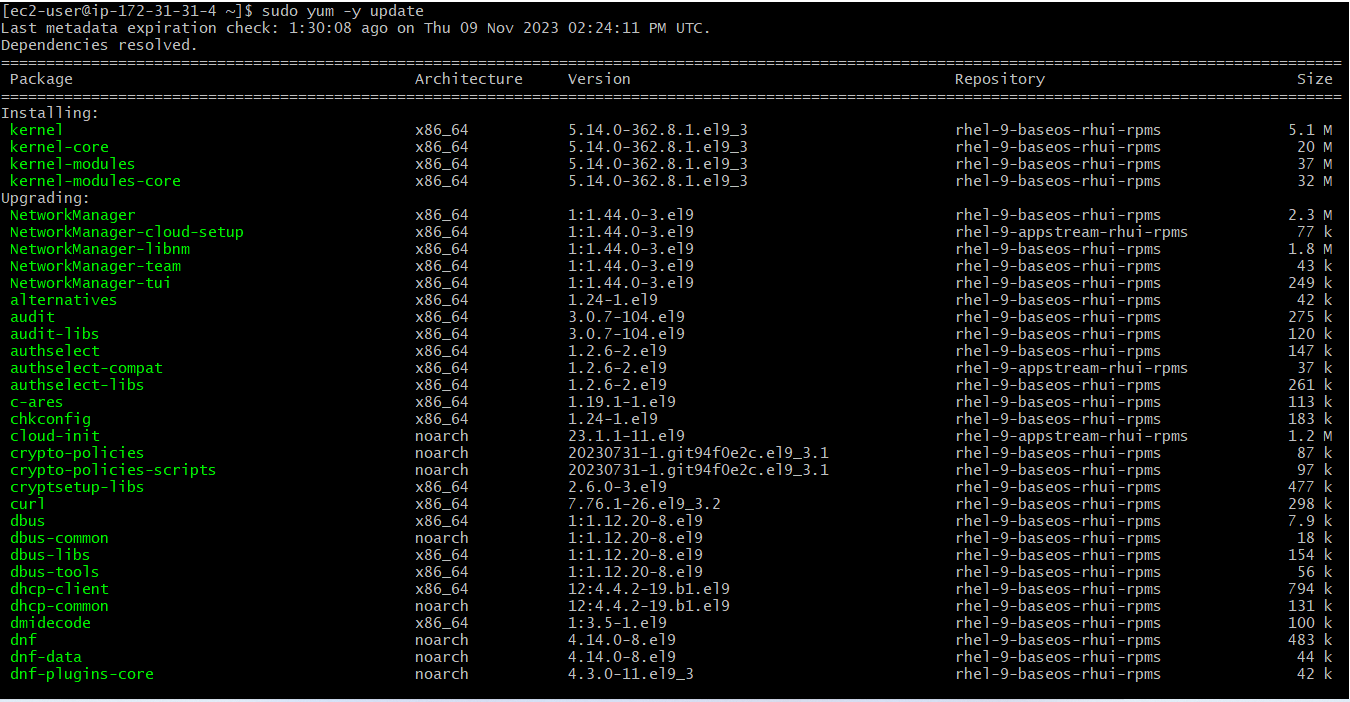 [ec2-user@ip-172-31-31-4 ~]$ sudo yum -y update
Last metadata expiration check: 1:30:08 ago on Thu 09 Nov 2023 02:24:11 PM UTC.
Dependencies resolved.
================================================================================
Package Architecture Version Repository Size
================================================================================
Installing:
kernel x86_64 5.14.0-362.8.1.el9_3 rhel-9-baseos-rhui-rpms 5.1 M
kernel-core x86_64 5.14.0-362.8.1.el9_3 rhel-9-baseos-rhui-rpms 20 M
kernel-modules x86_64 5.14.0-362.8.1.el9_3 rhel-9-baseos-rhui-rpms 37 M
kernel-modules-core x86_64 5.14.0-362.8.1.el9_3 rhel-9-baseos-rhui-rpms 32 M
Upgrading:
NetworkManager x86_64 1:1.44.0-3.el9 rhel-9-baseos-rhui-rpms 2.3 M
NetworkManager-cloud-setup x86_64 1:1.44.0-3.el9 rhel-9-appstream-rhui-rpms 77 k
NetworkManager-libnm x86_64 1:1.44.0-3.el9 rhel-9-baseos-rhui-rpms 1.8 M
NetworkManager-team x86_64 1:1.44.0-3.el9 rhel-9-baseos-rhui-rpms 43 k
NetworkManager-tui x86_64 1:1.44.0-3.el9 rhel-9-baseos-rhui-rpms 249 k
alternatives x86_64 1.24-1.el9 rhel-9-baseos-rhui-rpms 42 k
audit x86_64 3.0.7-104.el9 rhel-9-baseos-rhui-rpms 275 k
audit-libs x86_64 3.0.7-104.el9 rhel-9-baseos-rhui-rpms 120 k
authselect x86_64 1.2.6-2.el9 rhel-9-baseos-rhui-rpms 147 k
authselect-compat x86_64 1.2.6-2.el9 rhel-9-appstream-rhui-rpms 37 k
authselect-libs x86_64 1.2.6-2.el9 rhel-9-baseos-rhui-rpms 261 k
c-ares x86_64 1.19.1-1.el9 rhel-9-baseos-rhui-rpms 113 k
chkconfig x86_64 1.24-1.el9 rhel-9-baseos-rhui-rpms 183 k
cloud-init noarch 23.1.1-11.el9 rhel-9-appstream-rhui-rpms 1.2 M
crypto-policies noarch 20230731-1.git94f0e2c.el9_3.1 rhel-9-baseos-rhui-rpms 87 k
crypto-policies-scripts noarch 20230731-1.git94f0e2c.el9_3.1 rhel-9-baseos-rhui-rpms 97 k
cryptsetup-libs x86_64 2.6.0-3.el9 rhel-9-baseos-rhui-rpms 477 k
curl x86_64 7.76.1-26.el9_3.2 rhel-9-baseos-rhui-rpms 298 k
dbus x86_64 1:1.12.20-8.el9 rhel-9-baseos-rhui-rpms 7.9 k
dbus-common noarch 1:1.12.20-8.el9 rhel-9-baseos-rhui-rpms 18 k
dbus-libs x86_64 1:1.12.20-8.el9 rhel-9-baseos-rhui-rpms 154 k
dbus-tools x86_64 1:1.12.20-8.el9 rhel-9-baseos-rhui-rpms 56 k
dhcp-client x86_64 12:4.4.2-19.b1.el9 rhel-9-baseos-rhui-rpms 794 k
dhcp-common noarch 12:4.4.2-19.b1.el9 rhel-9-baseos-rhui-rpms 131 k
dmidecode x86_64 1:3.5-1.el9 rhel-9-baseos-rhui-rpms 100 k
dnf noarch 4.14.0-8.el9 rhel-9-baseos-rhui-rpms 483 k
dnf-data noarch 4.14.0-8.el9 rhel-9-baseos-rhui-rpms 44 k
dnf-plugins-core noarch 4.3.0-11.el9_3 rhel-9-baseos-rhui-rpms 42 k